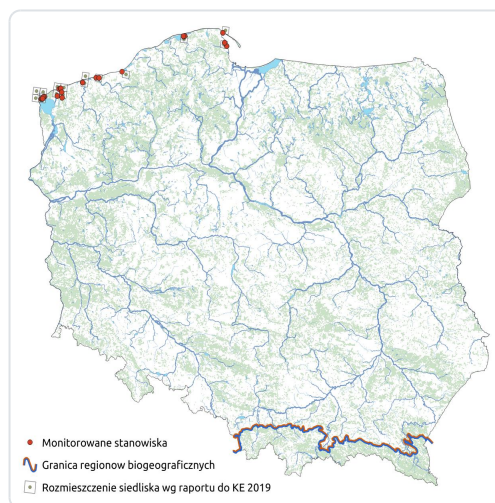 Monitorowane stanowiska
Granica regionow biogeograficznych
Rozmieszczenie siedliska wg raportu do KE 2019